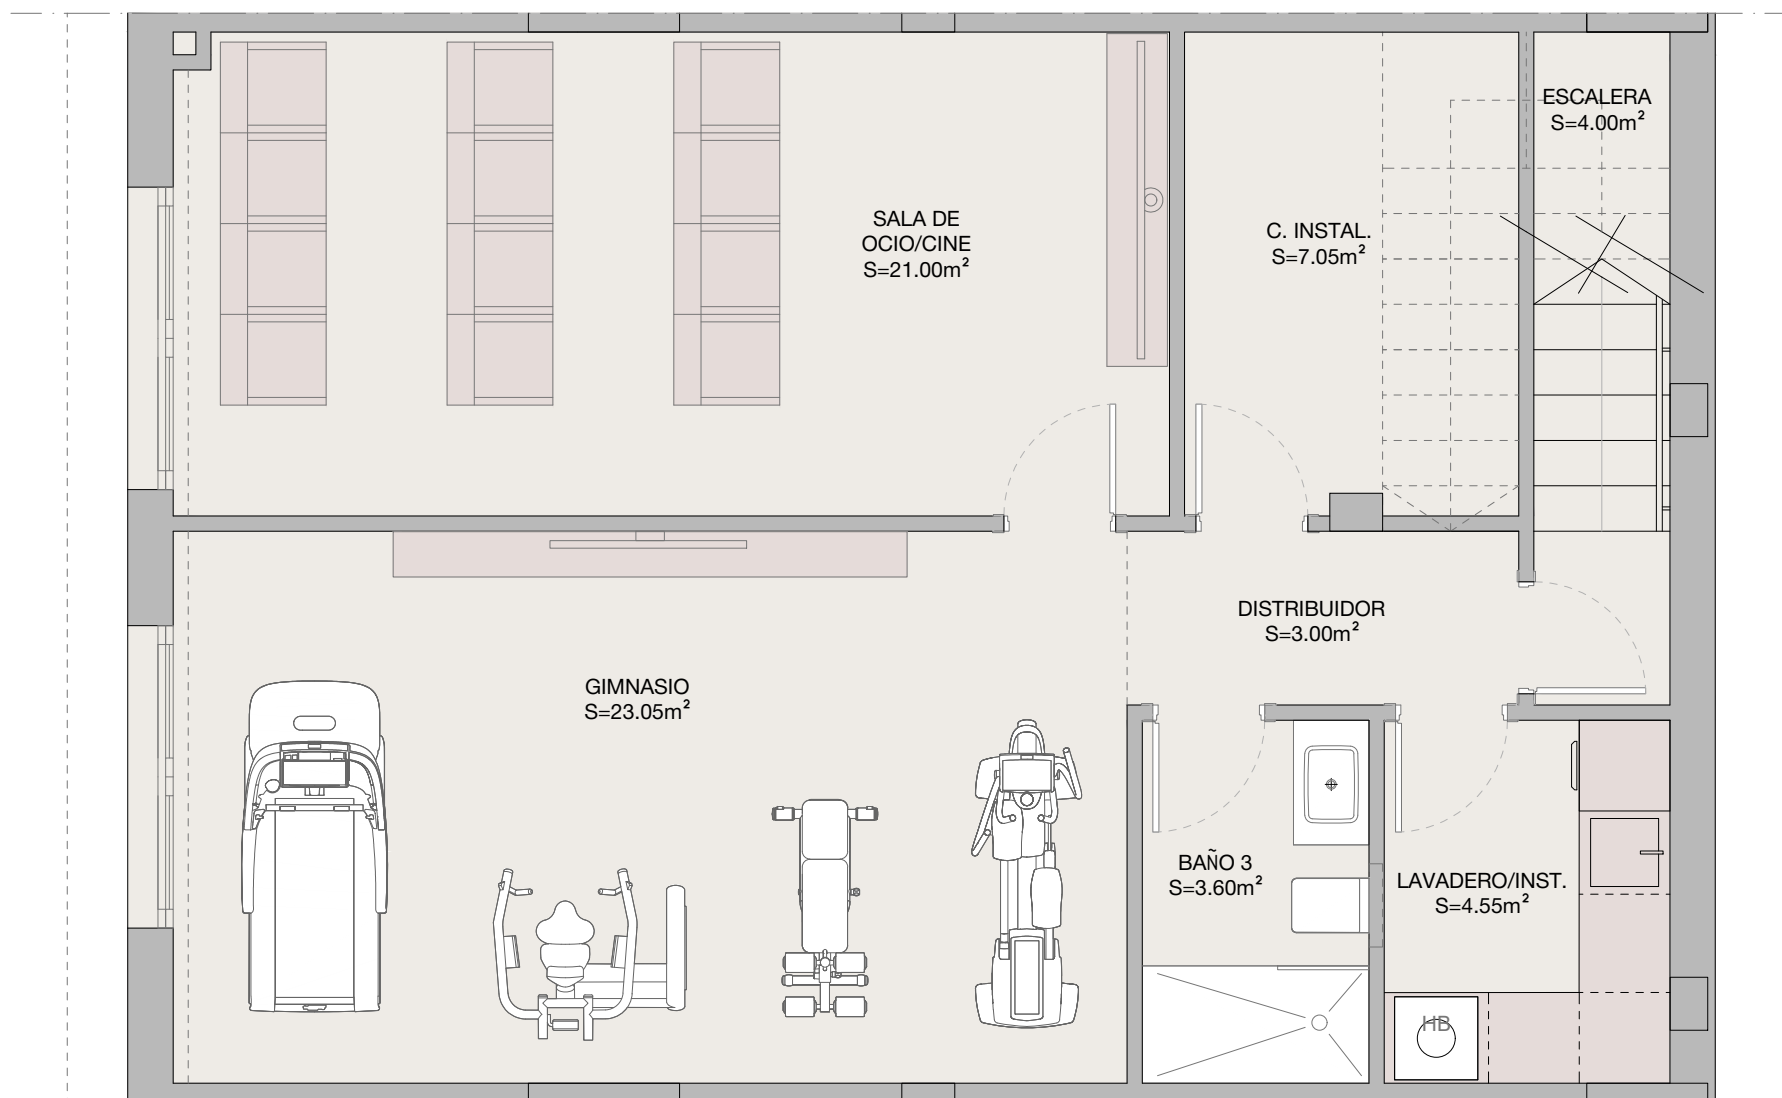 ESCALERA
S=4.00m²
SALA DE
OCIO/CINE
S=21.00m²
C. INSTAL.
S=7.05m²
DISTRIBUIDOR
S=3.00m²
GIMNASIO
S=23.05m²
BAÑO 3
S=3.60m²
LAVADERO/INST.
S=4.55m²
HB